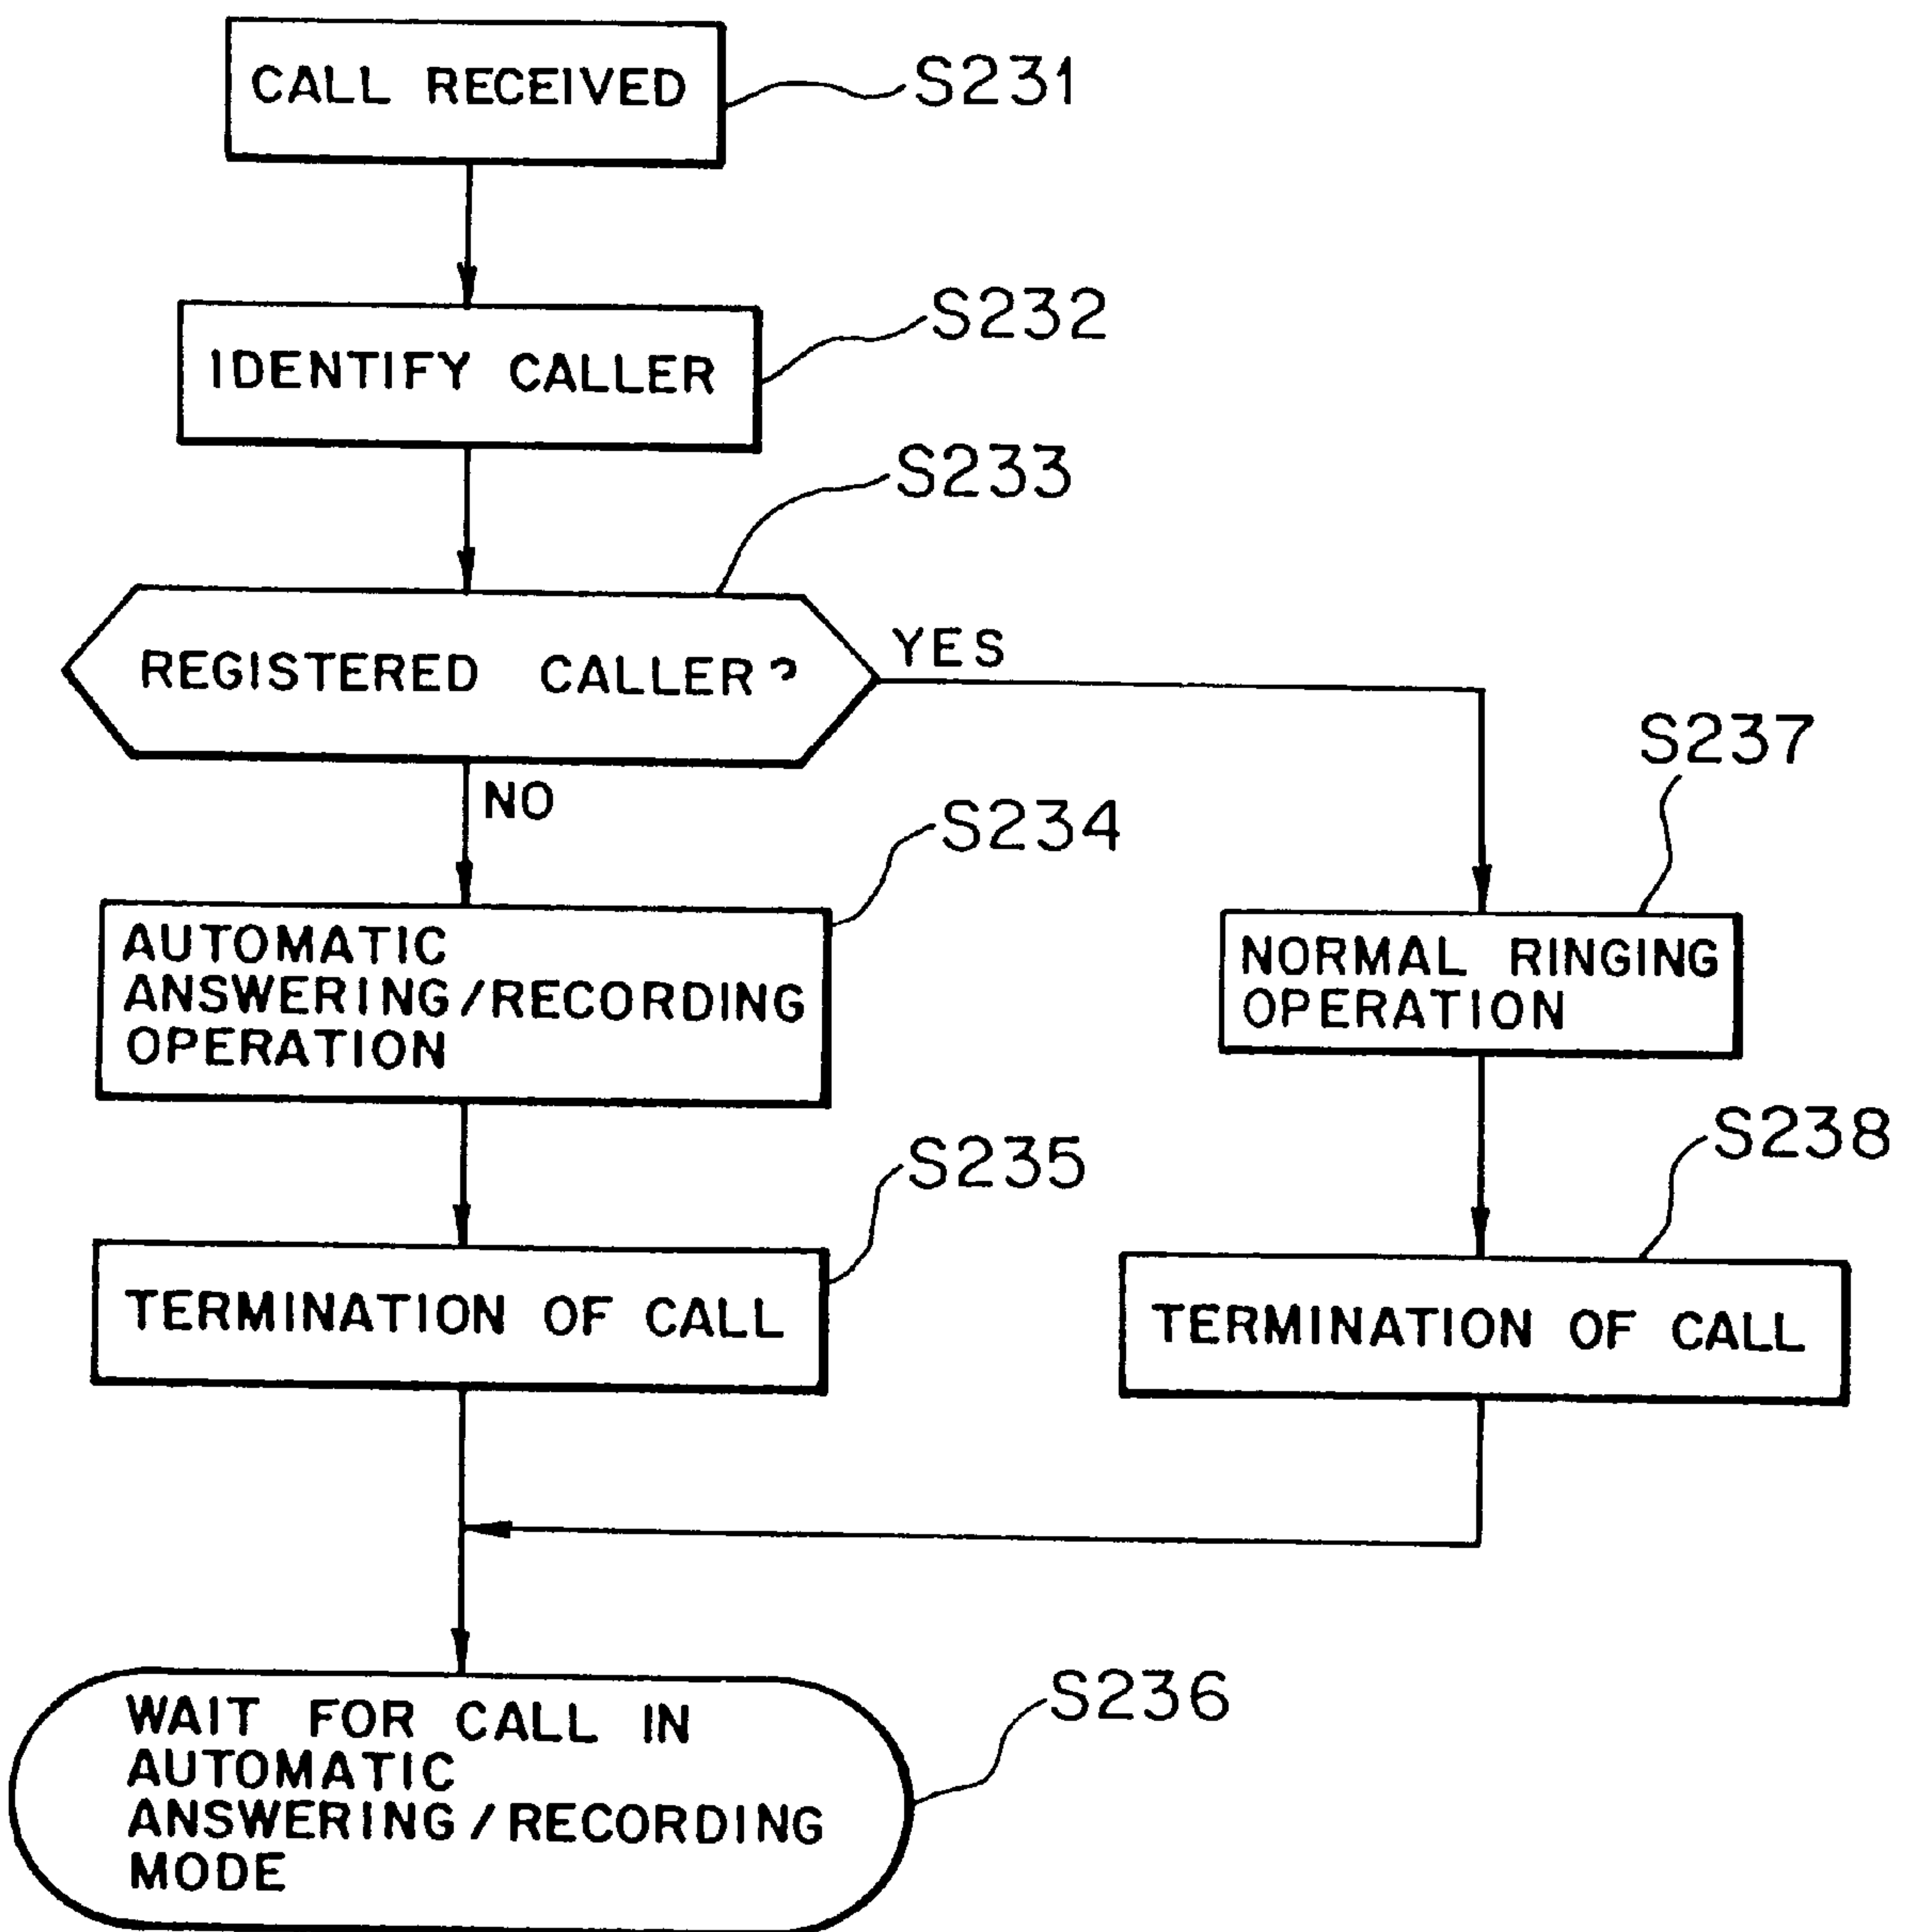 CALL RECEIVED
S231
IDENTIFY CALLER
S232
S233
REGISTERED CALLER?
YES
NO
S237
S234
AUTOMATIC
ANSWERING/RECORDING
OPERATION
NORMAL RINGING
OPERATION
S235
S238
TERMINATION OF CALL
TERMINATION OF CALL
S236
WAIT FOR CALL IN
AUTOMATIC
ANSWERING/RECORDING
MODE